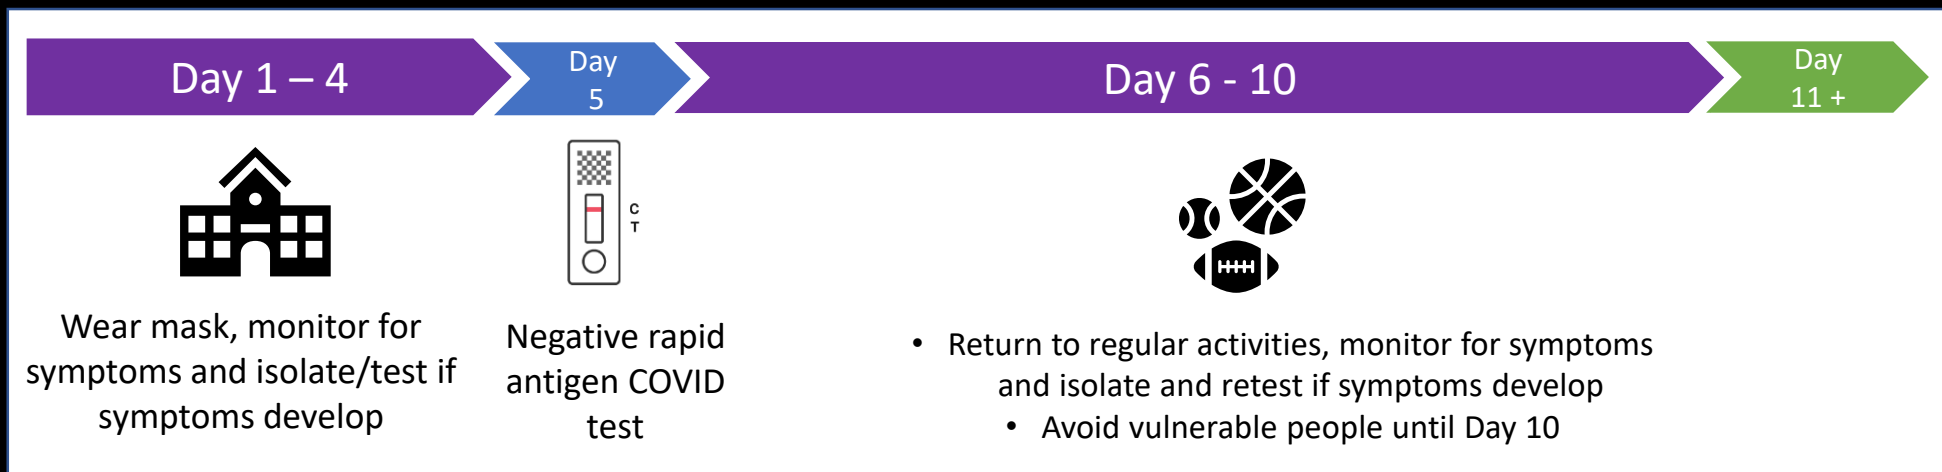 Day 1 – 4
Day
5
Day 6 - 10
Day
11 +
C
T
Wear mask, monitor for
symptoms and isolate/test if
symptoms develop
Negative rapid
antigen COVID
test
• Return to regular activities, monitor for symptoms
and isolate and retest if symptoms develop
• Avoid vulnerable people until Day 10